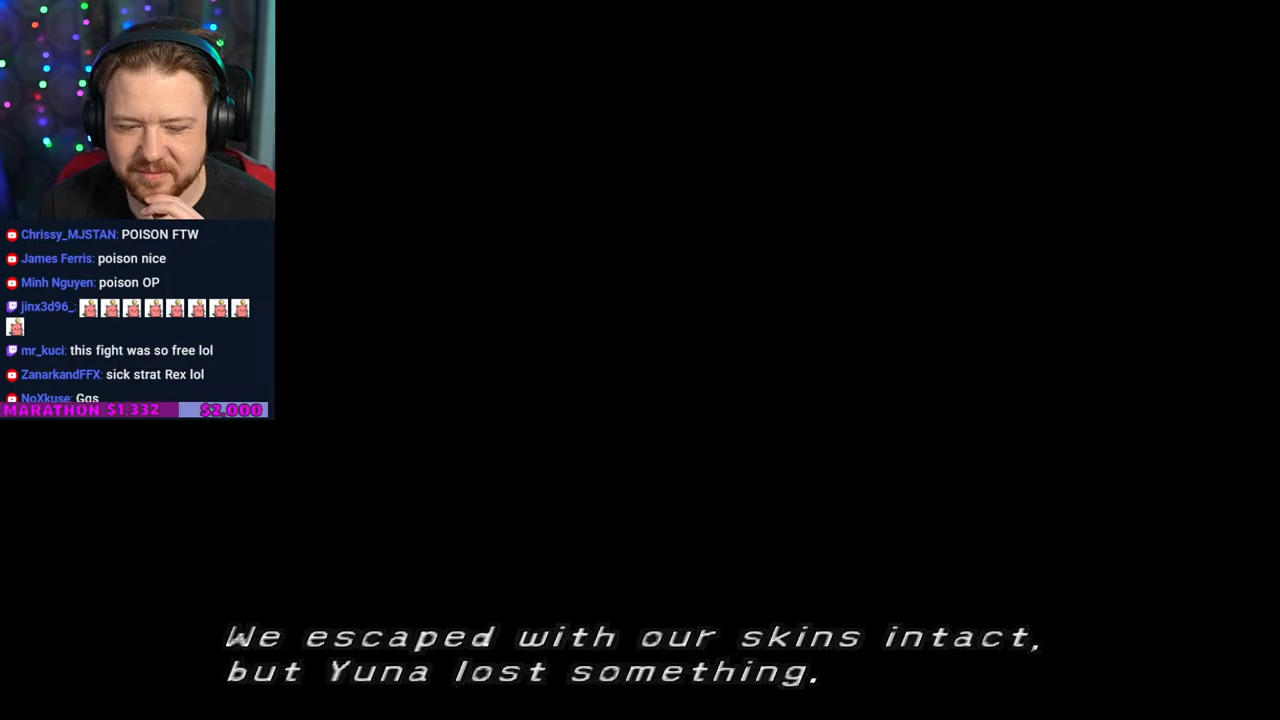 Chrissy_MJSTAN: POISON FTW
James Ferris: poison nice
Minh Nguyen: poison OP
jinx3d96_:
mr_kuci: this fight was so free lol
ZanarkandFFX: sick strat Rex lol
NoXkuse: Ggs
MARATHON $1,332 $2,000
We escaped with our skins intact,
but Yuna lost something.